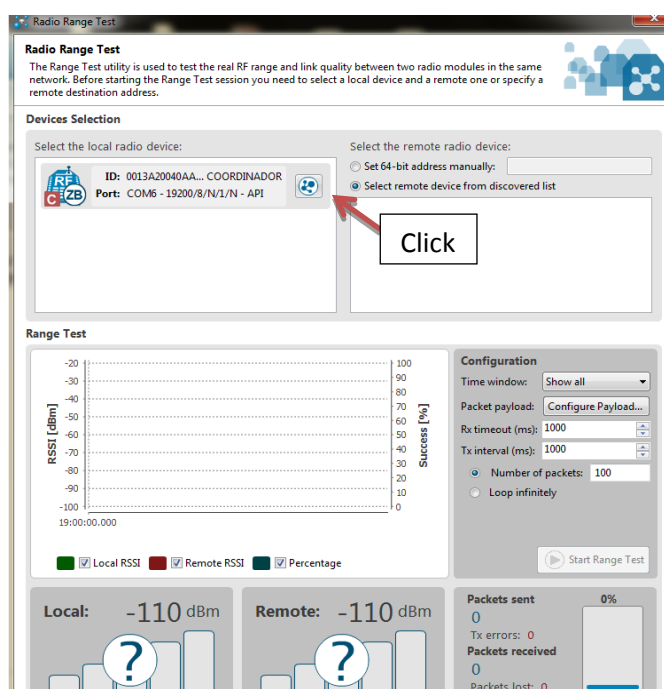 Radio Range Test
Radio Range Test
The Range Test utility is used to test the real RF range and link quality between two radio modules in the same
network. Before starting the Range Test session you need to select a local device and a remote one or specify a
remote destination address.
Devices Selection
Select the local radio device:
Select the remote radio device:
RF
C ZB
ID: 0013A20040AA... COORDINADOR
Port: COM6 - 19200/8/N/1/N - API
Set 64-bit address manually:
Select remote device from discovered list
Click
Range Test
RSSI [dBm]
-20
-30
-40
-50
-60
-70
-80
-90
-100
100
90
80
70
60
50
40
30
20
10
0
Success [%]
19:00:00.000
Local RSSI Remote RSSI Percentage
Configuration
Time window: Show all
Packet payload: Configure Payload...
Rx timeout (ms): 1000
Tx interval (ms): 1000
Number of packets: 100
Loop infinitely
Start Range Test
Local: -110 dBm
?
Remote: -110 dBm
?
Packets sent
0
Tx errors: 0
Packets received
0
Packets lost: 0
0%